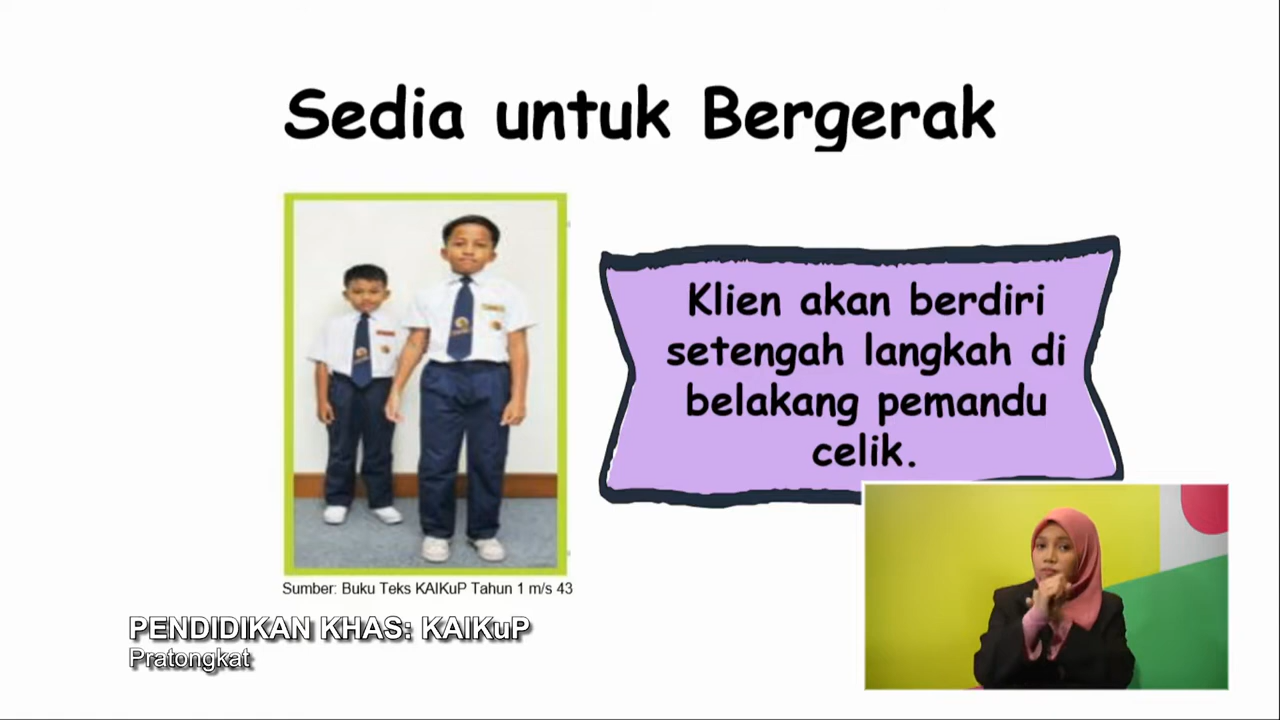 Sedia untuk Bergerak
Klien akan berdiri
setengah langkah di
belakang pemandu
celik.
Sumber: Buku Teks KAIKuP Tahun 1 m/s 43
PENDIDIKAN KHAS: KAIKuP
Pratongkat